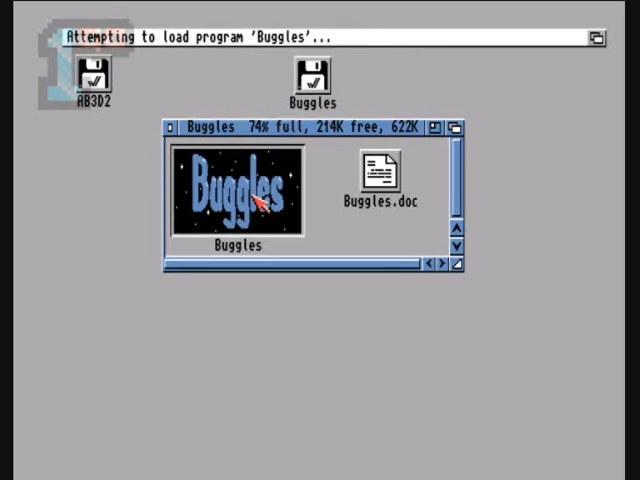 Attempting to load program 'Buggles'...
AB3D2
Buggles
Buggles 74% full, 214K free, 622K
Buggles
Buggles.doc
Buggles